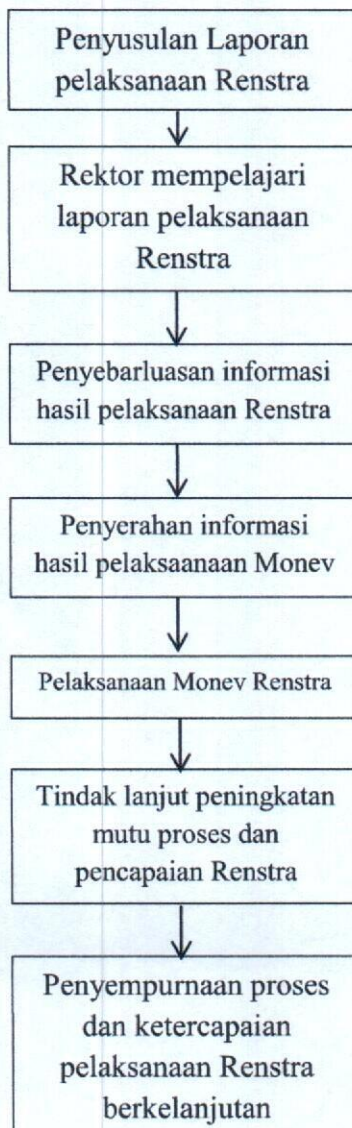 Penyusulan Laporan
pelaksanaan Renstra
Rektor mempelajari
laporan pelaksanaan
Renstra
Penyebarluasan informasi
hasil pelaksanaan Renstra
Penyerahan informasi
hasil pelaksaanaan Monev
Pelaksanaan Monev Renstra
Tindak lanjut peningkatan
mutu proses dan
pencapaian Renstra
Penyempurnaan proses
dan ketercapaian
pelaksanaan Renstra
berkelanjutan